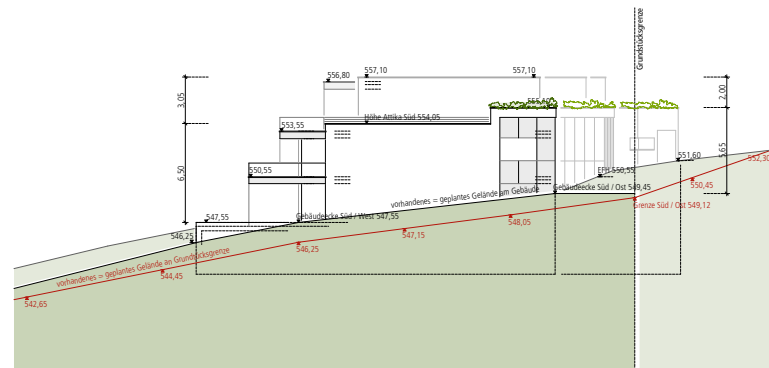 Grundstücksgrenze
557,10
557,10
556,80
3,05
2,00
Höhe Attika Süd 554,05
553,55
6,50
5,65
551,60
552,30
550,55
EFH 550,55
550,45
Gebäudeecke Süd / Ost 549,45
vorhandenes = geplantes Gelände am Gebäude
Grenze Süd / Ost 549,12
547,55
Gebäudeecke Süd / West 547,55
548,05
547,15
546,25
546,25
vorhandenes = geplantes Gelände an Grundstücksgrenze
544,45
542,65